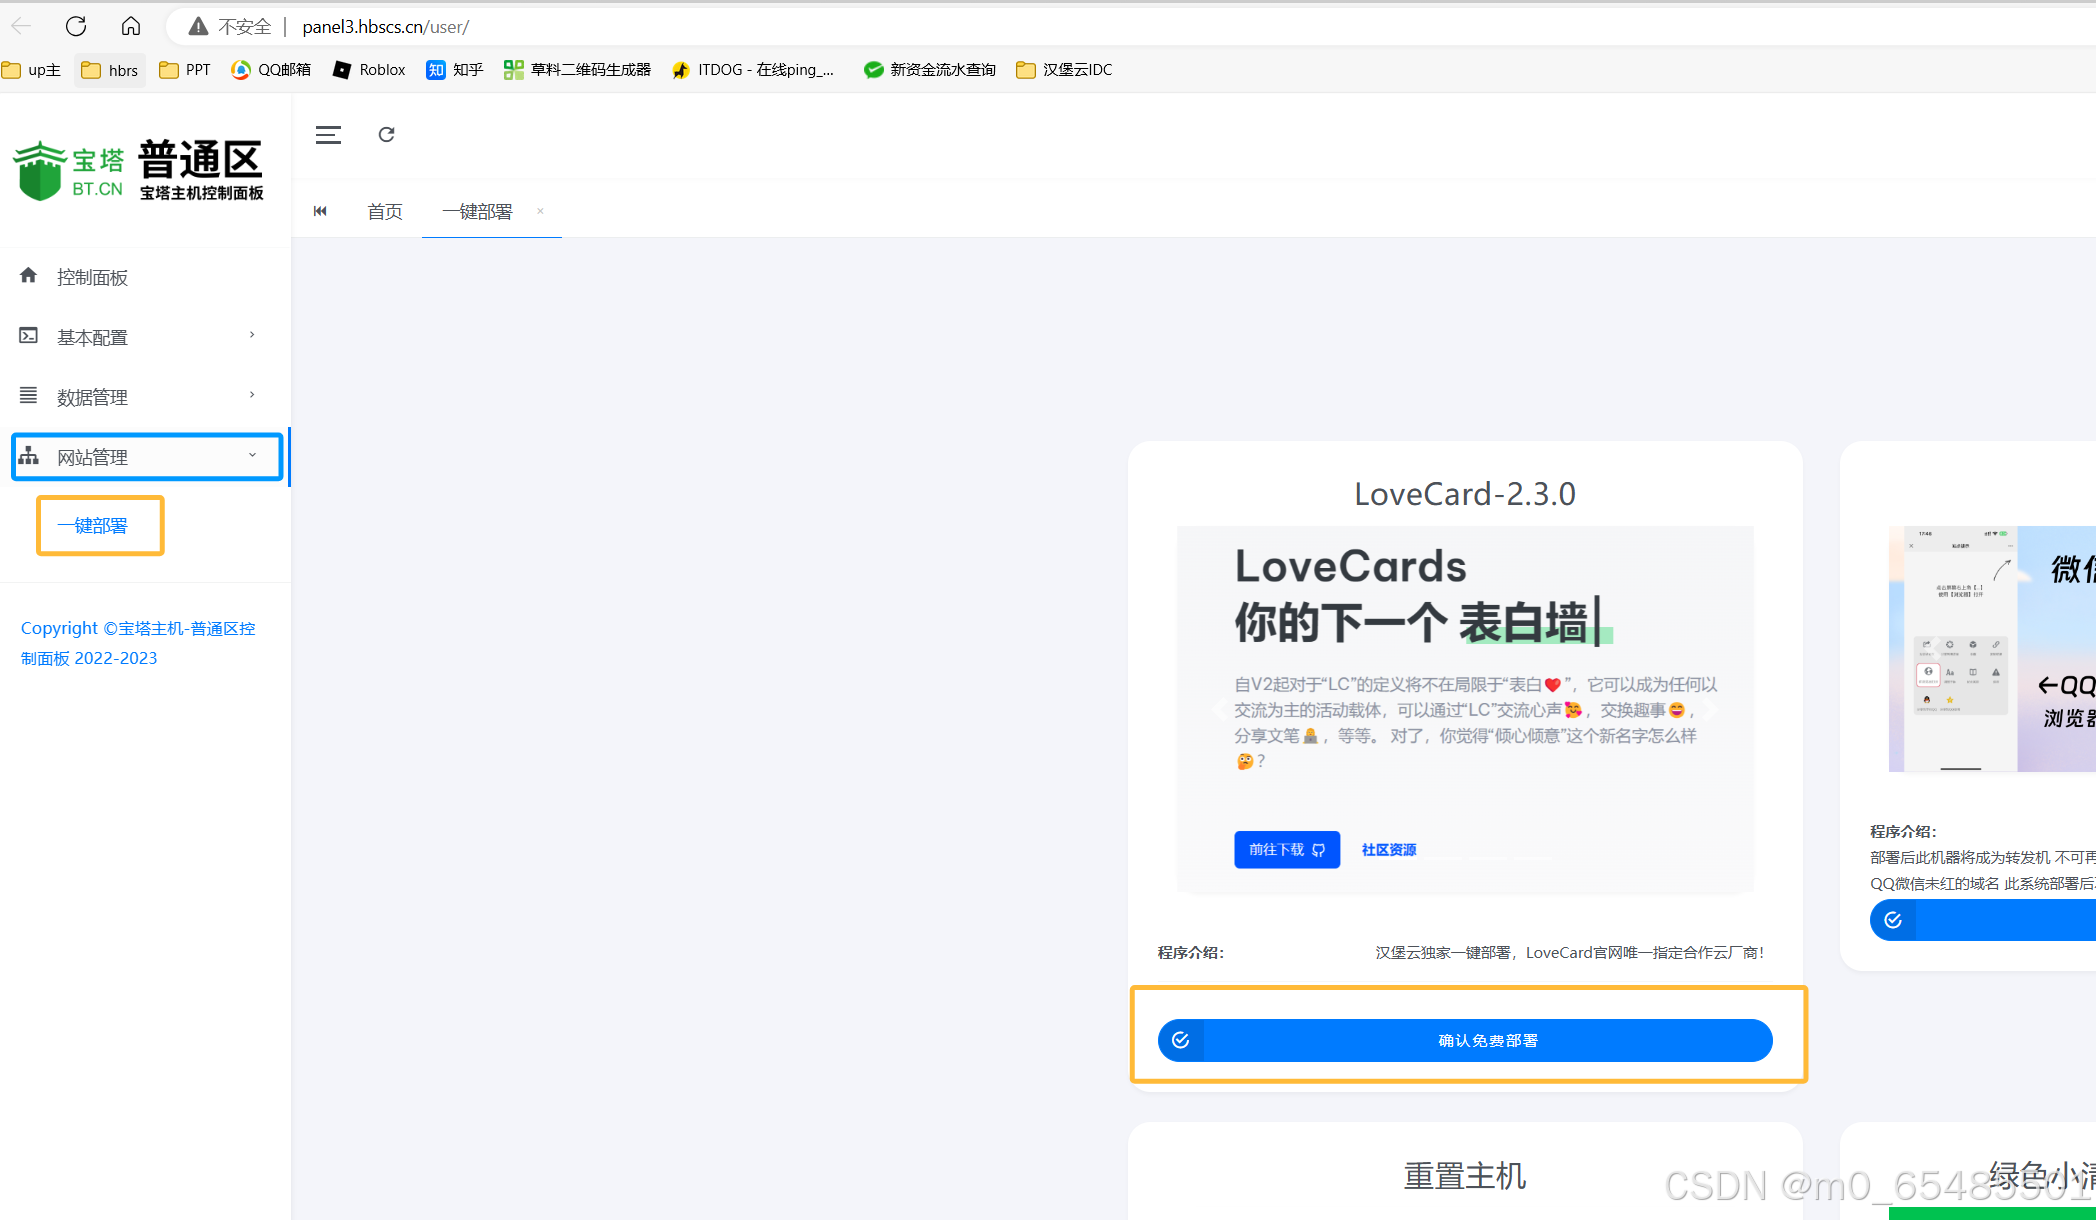 不安全 | panel3.hbscs.cn/user/
up主 hbrs PPT QQ邮箱 Roblox 知 知乎 草料二维码生成器 ITDOG - 在线ping_... 新资金流水查询 汉堡云IDC
宝塔 BT.CN
普通区
宝塔主机控制面板
首页 一键部署 ×
控制面板
基本配置
数据管理
网站管理
一键部署
Copyright ©宝塔主机-普通区控
制面板 2022-2023
LoveCard-2.3.0
LoveCards
你的下一个 表白墙
自V2起对于“LC”的定义将不在局限于“表白❤️”，它可以成为任何以
交流为主的活动载体，可以通过“LC”交流心声🥰，交换趣事😄，
分享文笔，等等。 对了，你觉得“倾心倾意”这个新名字怎么样
🤔？
前往下载 社区资源
程序介绍： 汉堡云独家一键部署，LoveCard官网唯一指定合作云厂商！
确认免费部署
17:46
微信
←QQ
浏览器
程序介绍：
部署后此机器将成为转发机 不可再
QQ微信未红的域名 此系统部署后
重置主机
绿色小清
CSDN @m0_65485501